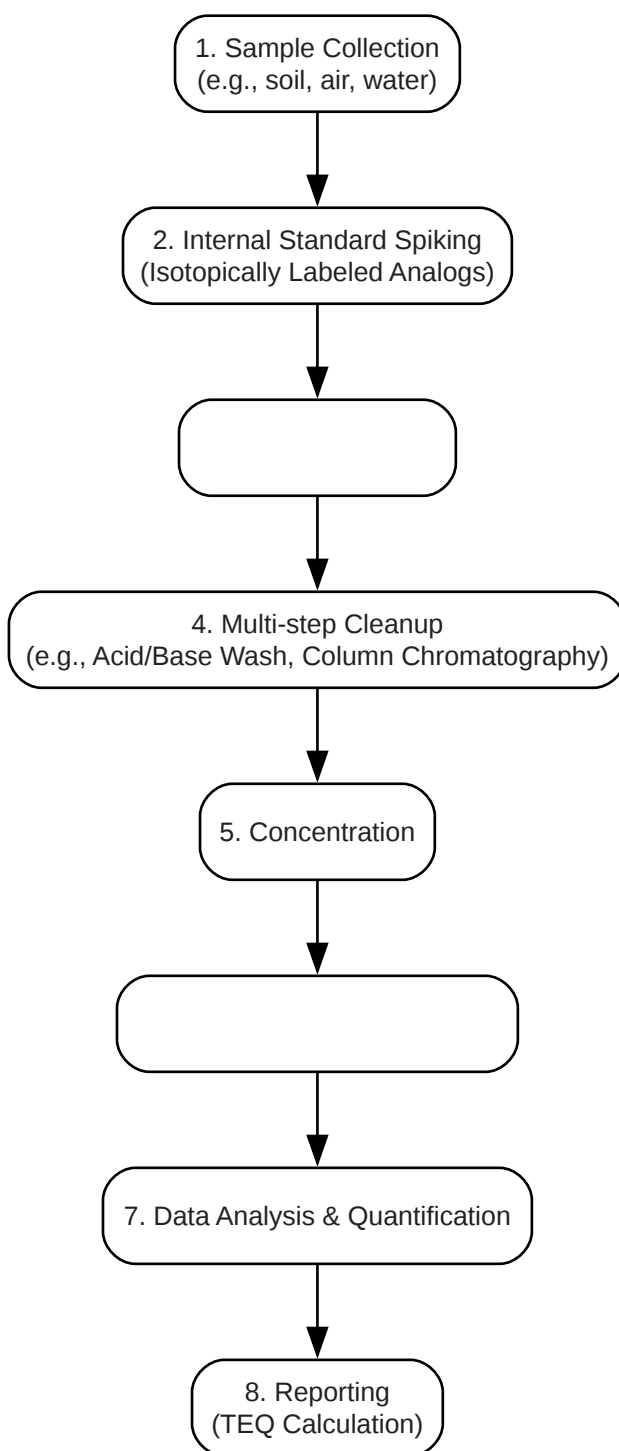 1. Sample Collection
(e.g., soil, air, water)
2. Internal Standard Spiking
(Isotopically Labeled Analogs)
4. Multi-step Cleanup
(e.g., Acid/Base Wash, Column Chromatography)
5. Concentration
7. Data Analysis & Quantification
8. Reporting
(TEQ Calculation)